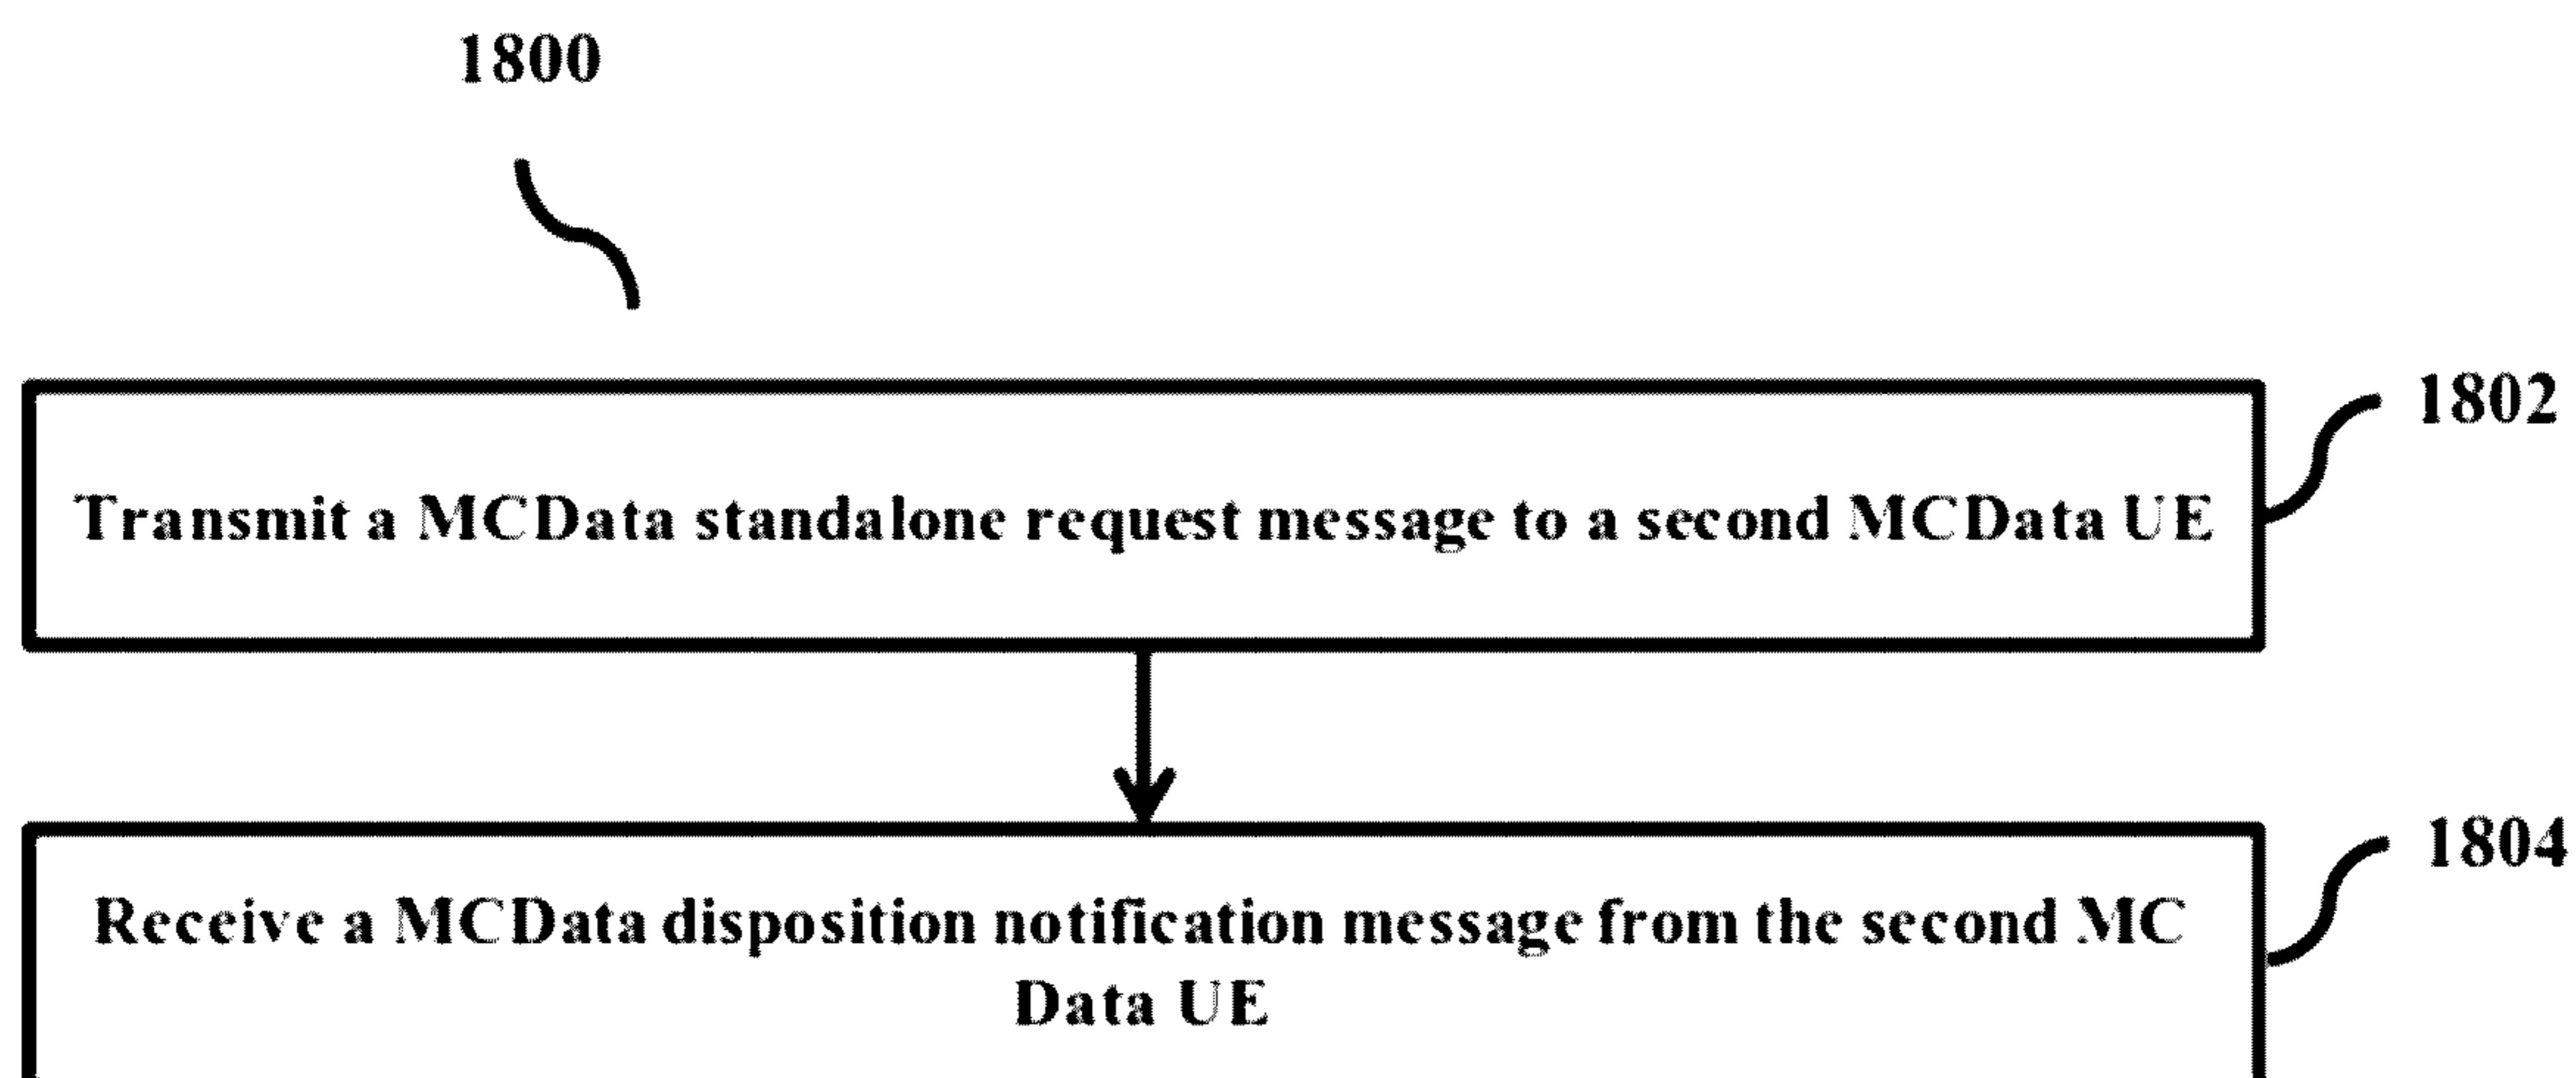 1800
1802
Transmit a MCData standalone request message to a second MCData UE
1804
Receive a MCData disposition notification message from the second MC
Data UE